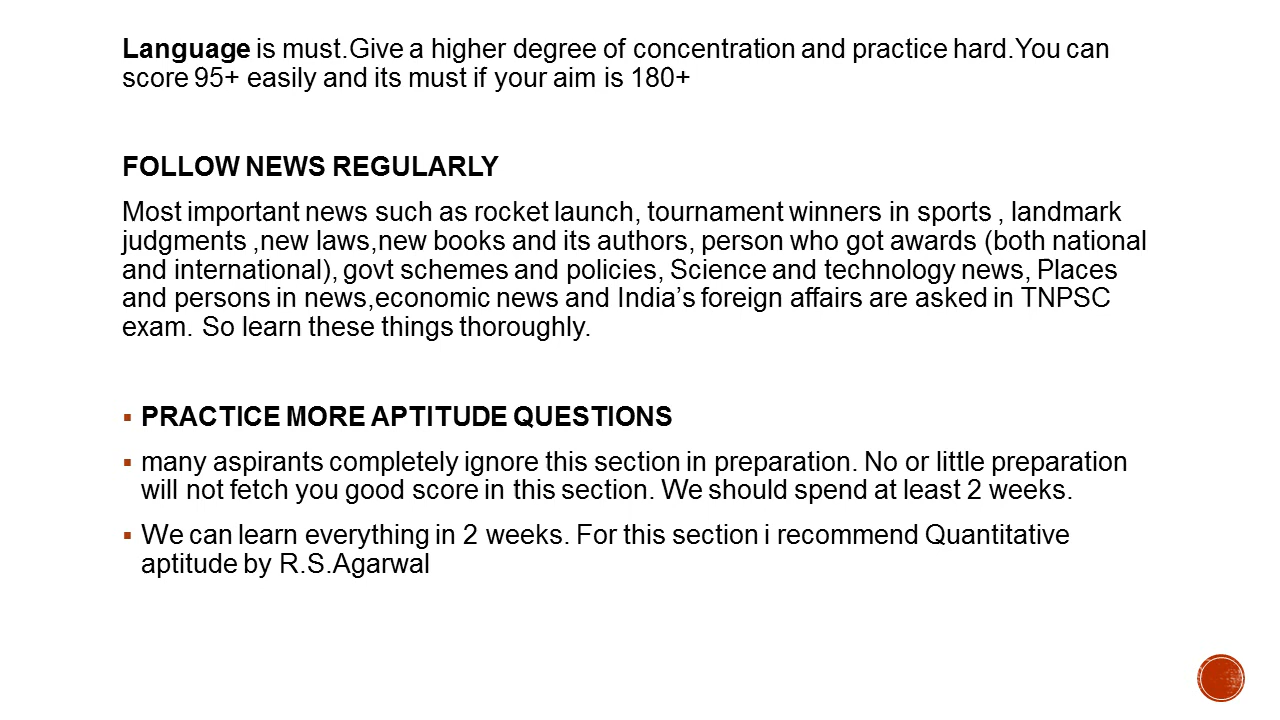 Language is must.Give a higher degree of concentration and practice hard.You can
score 95+ easily and its must if your aim is 180+
FOLLOW NEWS REGULARLY
Most important news such as rocket launch, tournament winners in sports , landmark
judgments ,new laws,new books and its authors, person who got awards (both national
and international), govt schemes and policies, Science and technology news, Places
and persons in news,economic news and India’s foreign affairs are asked in TNPSC
exam. So learn these things thoroughly.
▪ PRACTICE MORE APTITUDE QUESTIONS
▪ many aspirants completely ignore this section in preparation. No or little preparation
will not fetch you good score in this section. We should spend at least 2 weeks.
▪ We can learn everything in 2 weeks. For this section i recommend Quantitative
aptitude by R.S.Agarwal